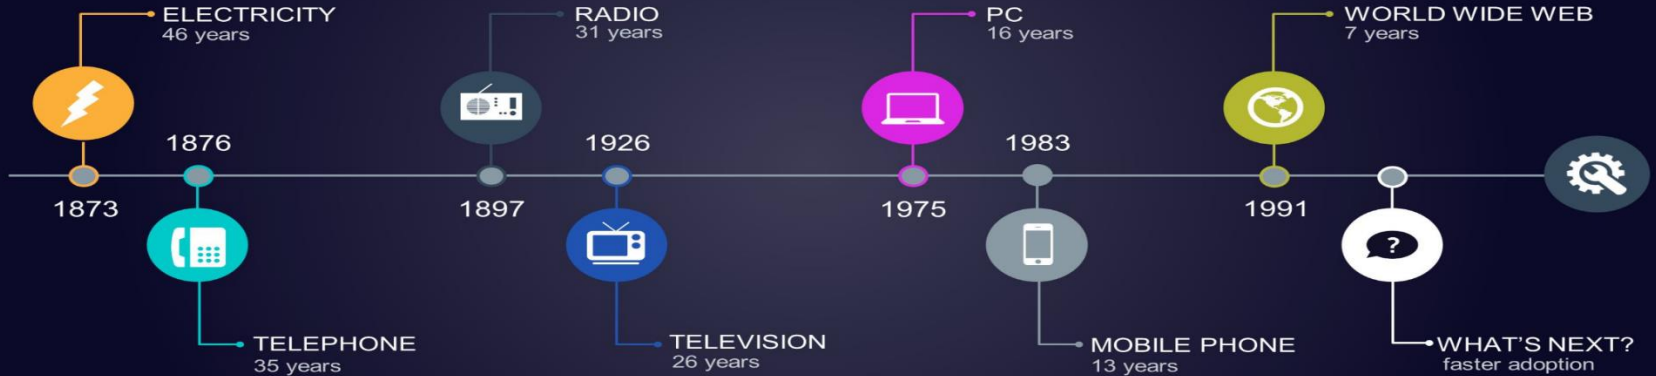 ELECTRICITY
46 years
1873
1876
TELEPHONE
35 years
RADIO
31 years
1897
1926
TELEVISION
26 years
PC
16 years
1975
1983
MOBILE PHONE
13 years
WORLD WIDE WEB
7 years
1991
?
WHAT'S NEXT?
faster adoption